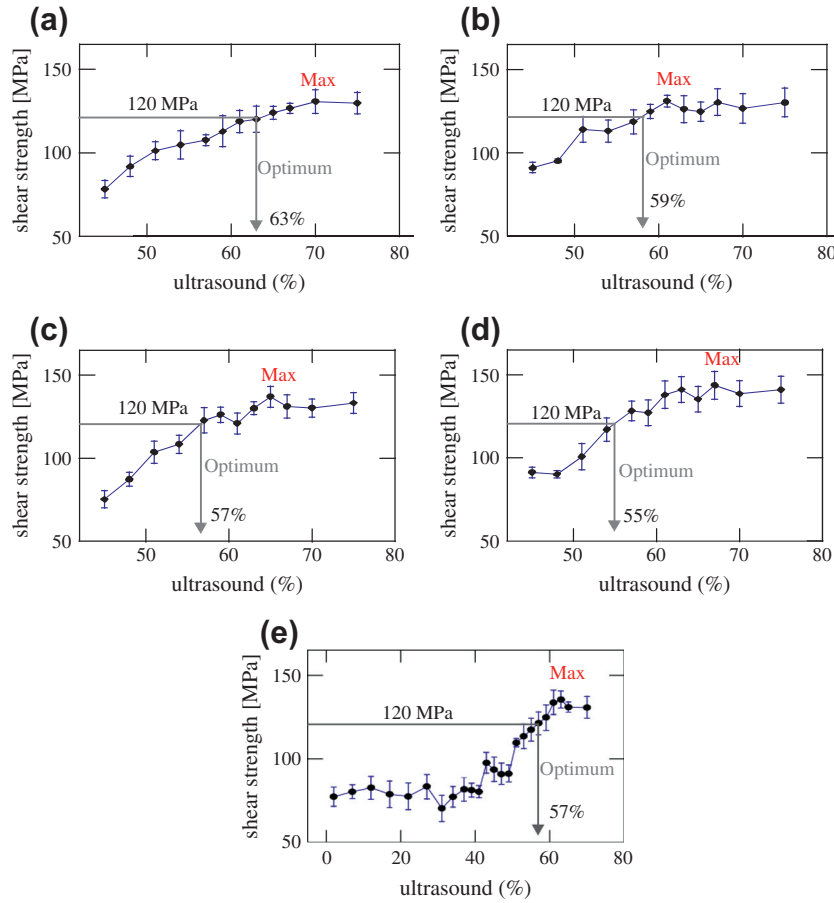 (a)
shear strength [MPa]
150
100
50
120 MPa
Max
Optimum
63%
50
60
70
80
ultrasound (%)
(b)
shear strength [MPa]
150
100
50
120 MPa
Max
Optimum
59%
50
60
70
80
ultrasound (%)
(c)
shear strength [MPa]
150
100
50
120 MPa
Max
Optimum
57%
50
60
70
80
ultrasound (%)
(d)
shear strength [MPa]
150
100
50
120 MPa
Max
Optimum
55%
50
60
70
80
ultrasound (%)
(e)
shear strength [MPa]
150
100
50
120 MPa
Max
Optimum
57%
0
20
40
60
80
ultrasound (%)